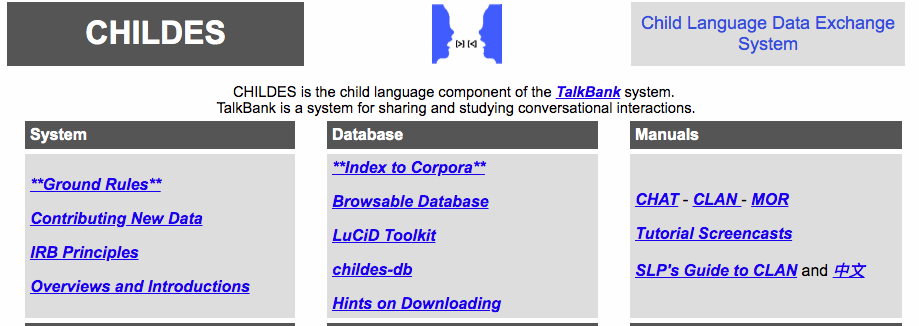 CHILDES
Child Language Data Exchange
System
CHILDES is the child language component of the TalkBank system.
TalkBank is a system for sharing and studying conversational interactions.
System
**Ground Rules**
Contributing New Data
IRB Principles
Overviews and Introductions
Database
**Index to Corpora**
Browsable Database
LuCiD Toolkit
childes-db
Hints on Downloading
Manuals
CHAT - CLAN - MOR
Tutorial Screencasts
SLP's Guide to CLAN and 中文